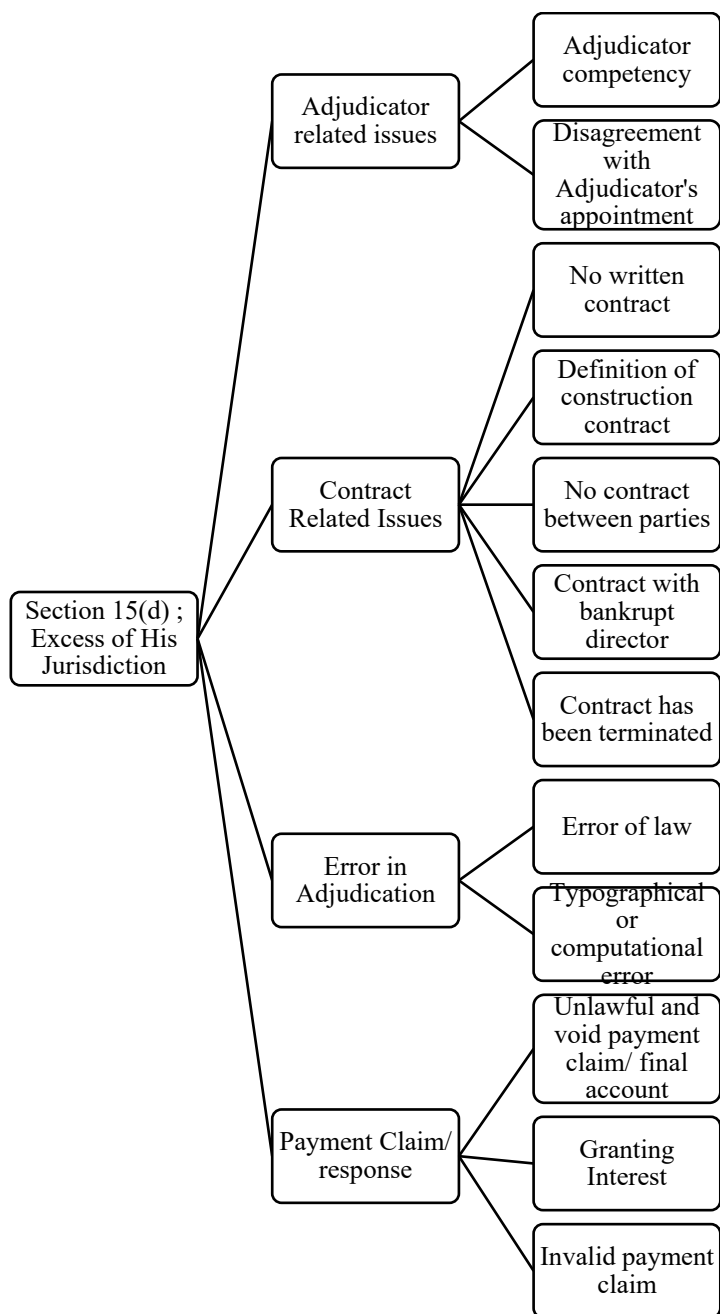 Adjudicator
competency
Adjudicator
related issues
Disagreement
with
Adjudicator's
appointment
No written
contract
Definition of
construction
contract
Contract
Related Issues
No contract
between parties
Contract with
bankrupt
director
Section 15(d) ;
Excess of His
Jurisdiction
Contract has
been terminated
Error of law
Error in
Adjudication
Typographical
or
computational
error
Unlawful and
void payment
claim/ final
account
Payment Claim/
response
Granting
Interest
Invalid payment
claim